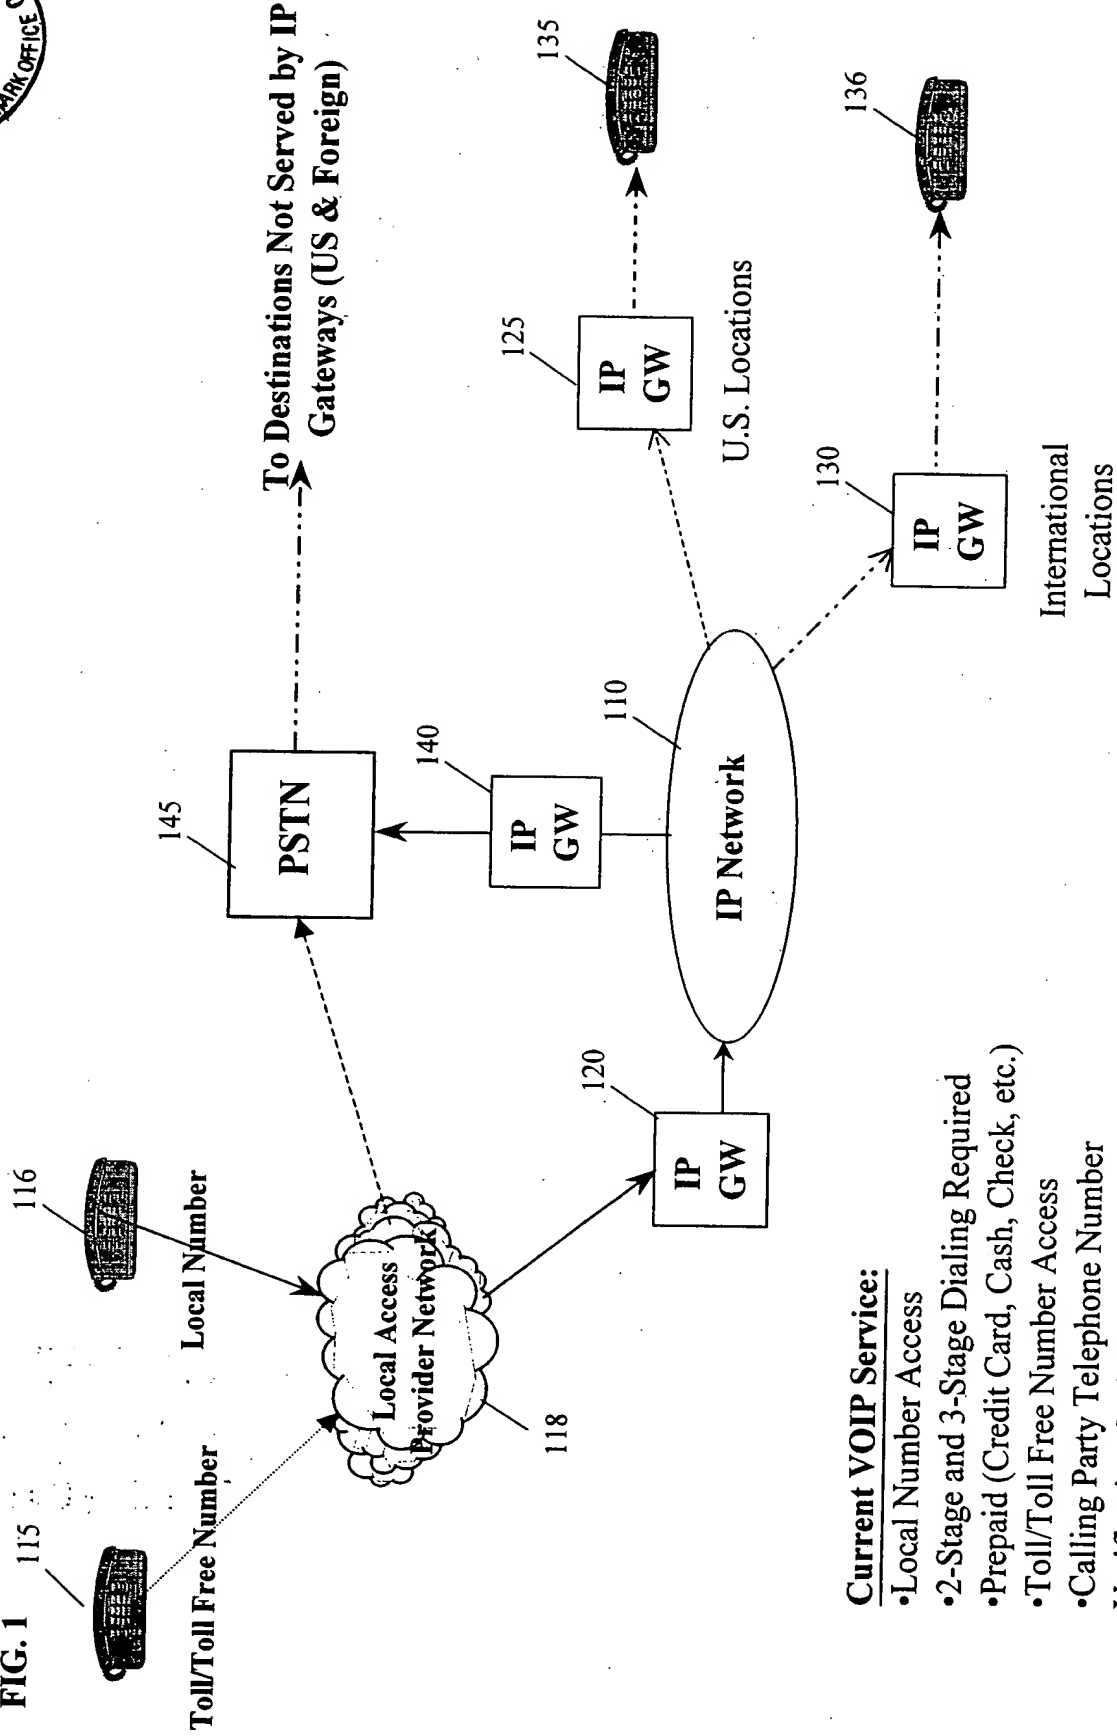 FIG. 1
ARK OFFICE
115
Toll/Toll Free Number
116
Local Number
Local Access
Provider Network
118
145
PSTN
To Destinations Not Served by IP
Gateways (US & Foreign)
140
IP
GW
120
IP
GW
110
IP Network
125
IP
GW
U.S. Locations
135
130
IP
GW
International
Locations
136
Current VOIP Service:
•Local Number Access
•2-Stage and 3-Stage Dialing Required
•Prepaid (Credit Card, Cash, Check, etc.)
•Toll/Toll Free Number Access
•Calling Party Telephone Number